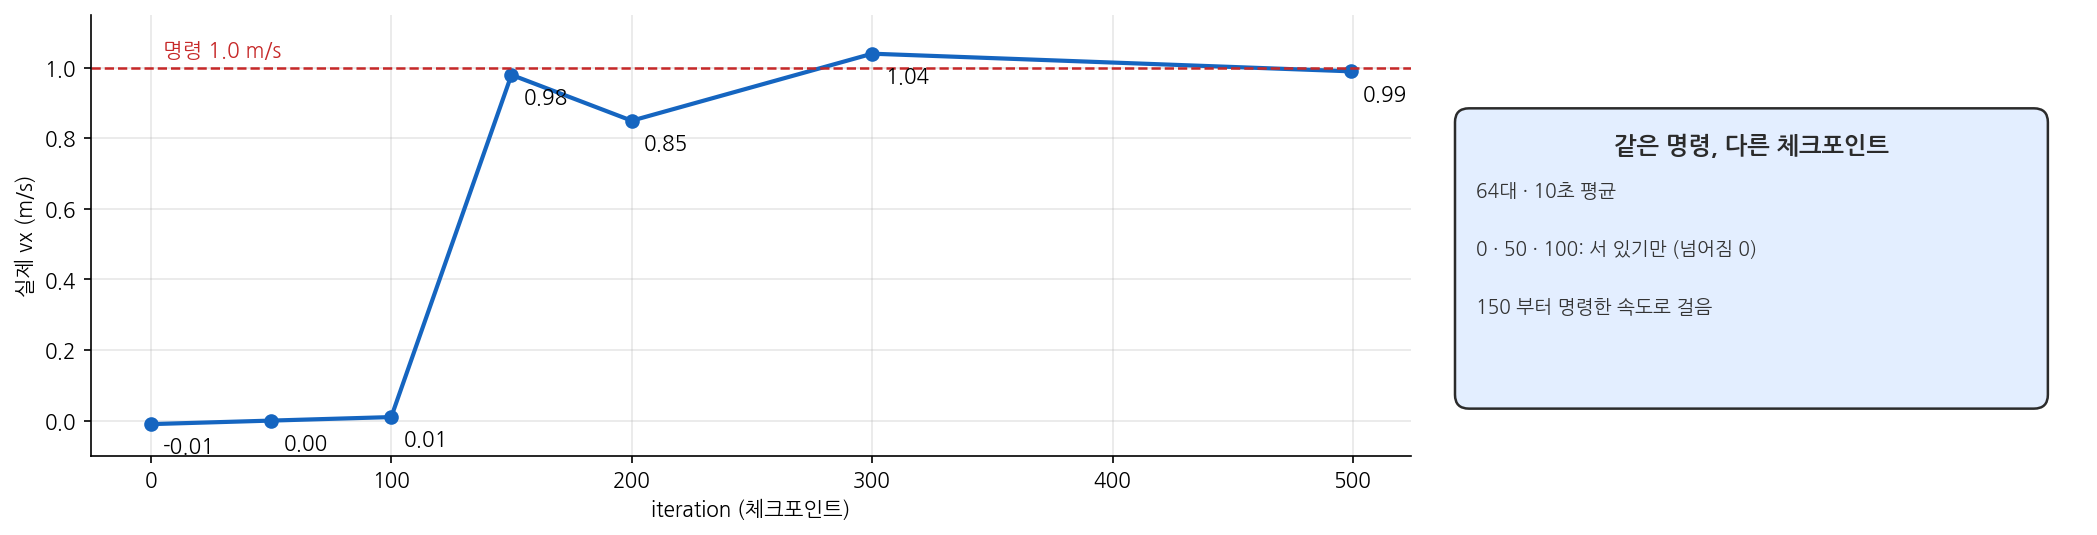 명령 1.0 m/s
1.0
0.8
0.6
0.4
0.2
0.0
실제 vx (m/s)
-0.01
0.00
0.01
0.98
0.85
1.04
0.99
0
100
200
300
400
500
iteration (체크포인트)
같은 명령, 다른 체크포인트
64대 · 10초 평균
0 · 50 · 100: 서 있기만 (넘어짐 0)
150 부터 명령한 속도로 걸음